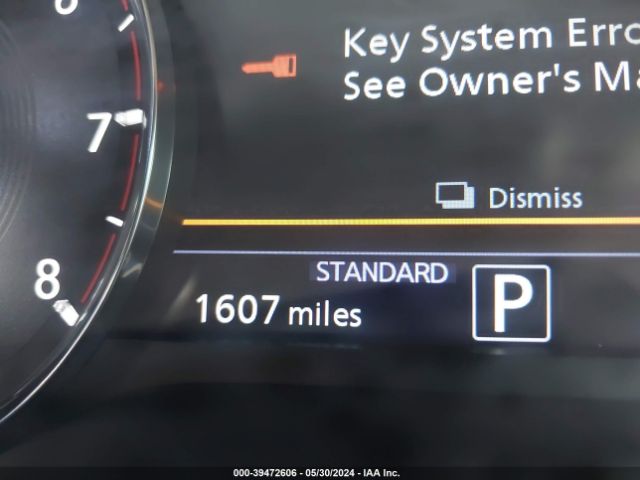 6
7
8
Key System Erro
See Owner's Ma
Dismiss
STANDARD
1607 miles
P
000-39472606 - 05/30/2024 - IAA Inc.